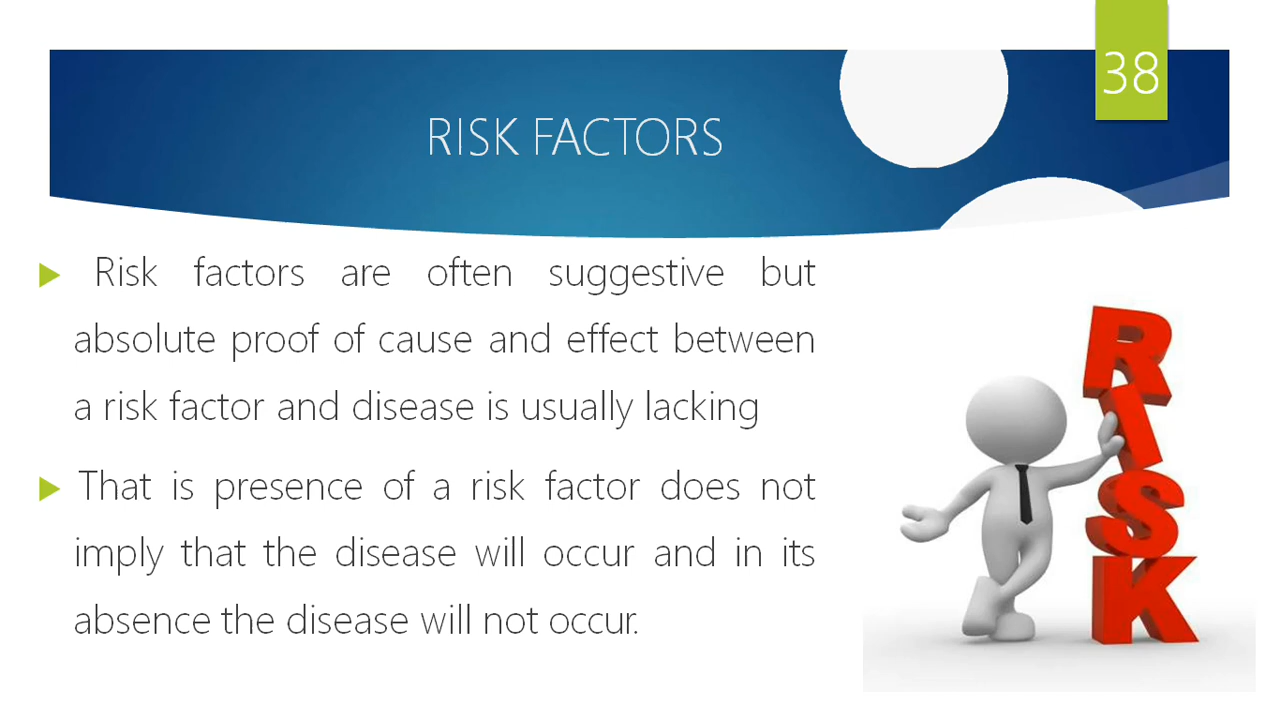 38
RISK FACTORS
Risk factors are often suggestive but
absolute proof of cause and effect between
a risk factor and disease is usually lacking
That is presence of a risk factor does not
imply that the disease will occur and in its
absence the disease will not occur.
RISK